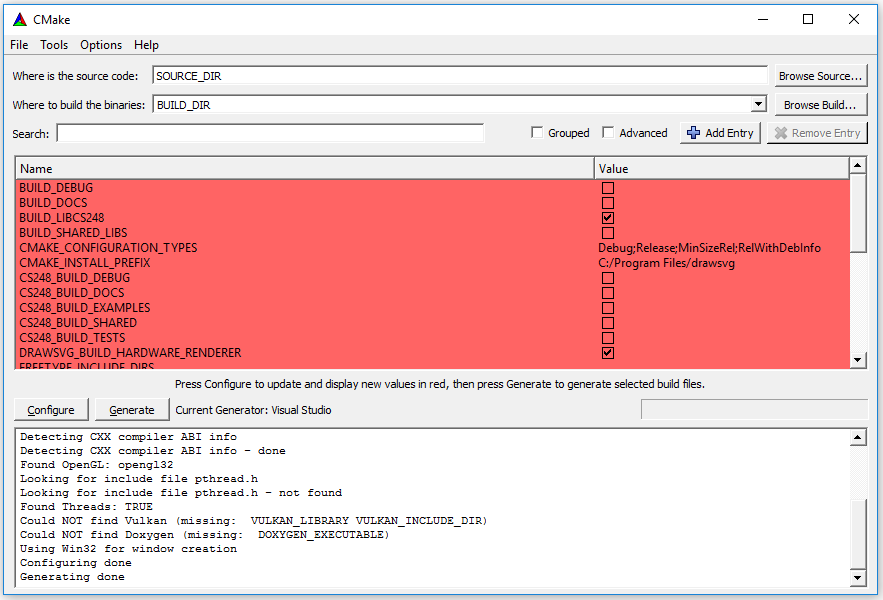 CMake
File Tools Options Help
Where is the source code: SOURCE_DIR Browse Source...
Where to build the binaries: BUILD_DIR Browse Build...
Search: Grouped Advanced Add Entry Remove Entry
Name Value
BUILD_DEBUG
BUILD_DOCS
BUILD_LIBCS248
BUILD_SHARED_LIBS
CMAKE_CONFIGURATION_TYPES Debug;Release;MinSizeRel;RelWithDebInfo
CMAKE_INSTALL_PREFIX C:/Program Files/drawsvg
CS248_BUILD_DEBUG
CS248_BUILD_DOCS
CS248_BUILD_EXAMPLES
CS248_BUILD_SHARED
CS248_BUILD_TESTS
DRAWSVG_BUILD_HARDWARE_RENDERER
FREETYPE_INCLUDE_DIRS
Press Configure to update and display new values in red, then press Generate to generate selected build files.
Configure Generate Current Generator: Visual Studio
Detecting CXX compiler ABI info
Detecting CXX compiler ABI info - done
Found OpenGL: opengl32
Looking for include file pthread.h
Looking for include file pthread.h - not found
Found Threads: TRUE
Could NOT find Vulkan (missing:  VULKAN_LIBRARY VULKAN_INCLUDE_DIR)
Could NOT find Doxygen (missing:  DOXYGEN_EXECUTABLE)
Using Win32 for window creation
Configuring done
Generating done